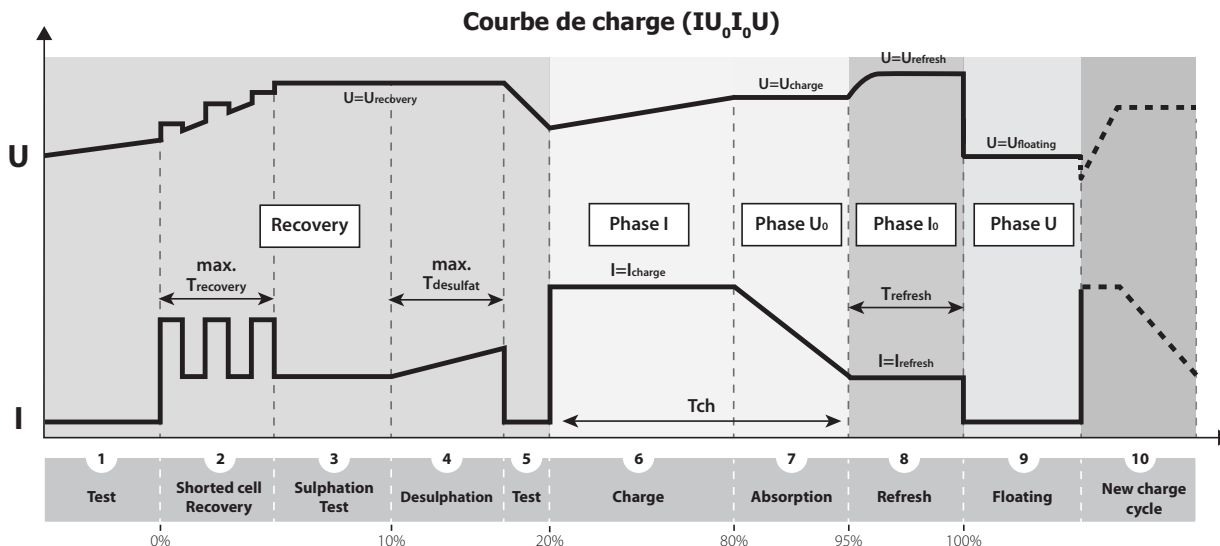 Courbe de charge (IU0I0U)
U=Urefresh
U=Urecovery
U=Ucharge
U=Ufloating
U
Recovery
Phase I
Phase U0
Phase I0
Phase U
max.
Trecovery
max.
Tdesulfat
I=Icharge
Trefresh
I=Irefresh
Tch
I
1
2
3
4
5
6
7
8
9
10
Test
Shorted cell
Recovery
Sulphation
Test
Desulphation
Test
Charge
Absorption
Refresh
Floating
New charge
cycle
0%
10%
20%
80%
95%
100%